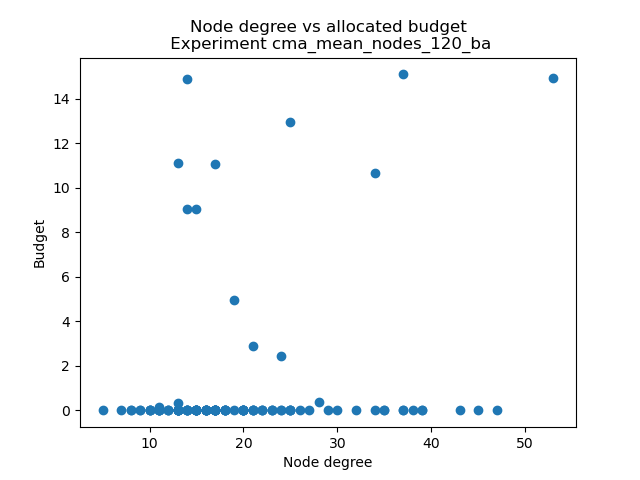 Node degree vs allocated budget
Experiment cma_mean_nodes_120_ba
14
12
10
8
6
4
2
0
Budget
10 20 30 40 50
Node degree